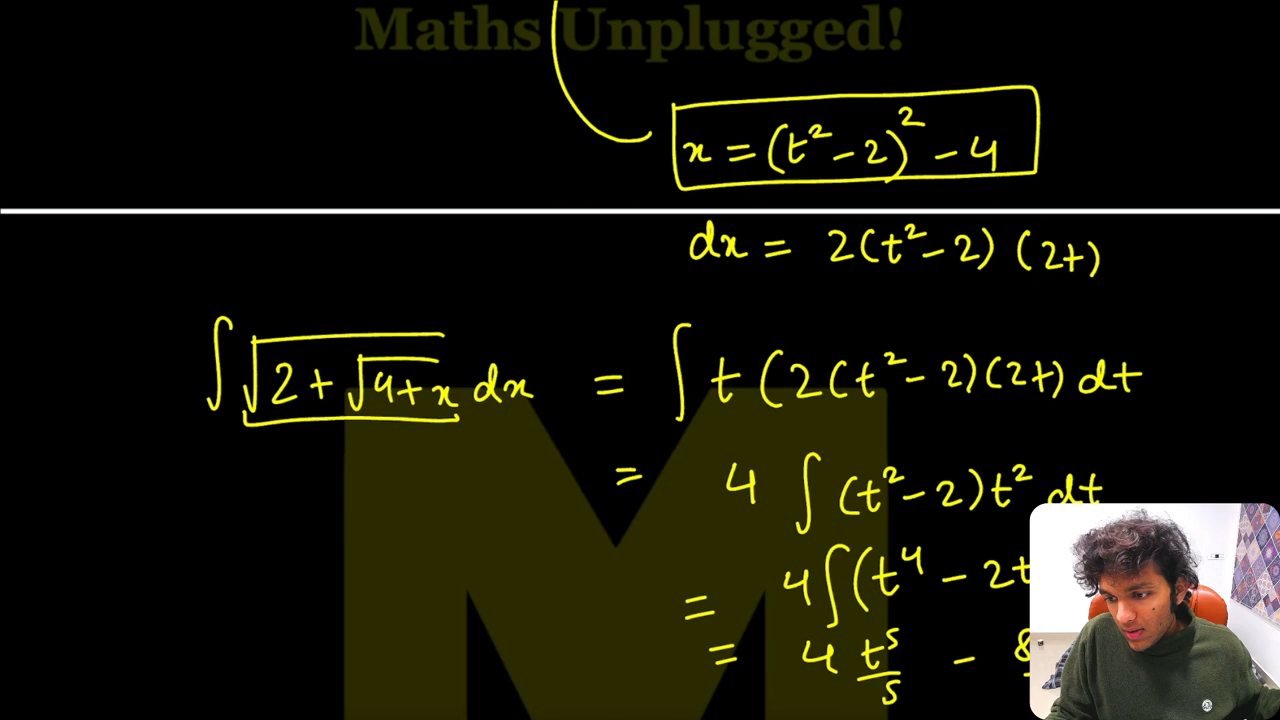 Maths Unplugged!
x = (t² - 2)² - 4
dx = 2(t² - 2) (2t)
∫ √(2 + √(4 + x)) dx = ∫ t (2(t² - 2)(2t) dt
= 4 ∫ (t² - 2)t² dt
= 4 ∫ (t⁴ - 2t
= 4 t⁵/5 - 8